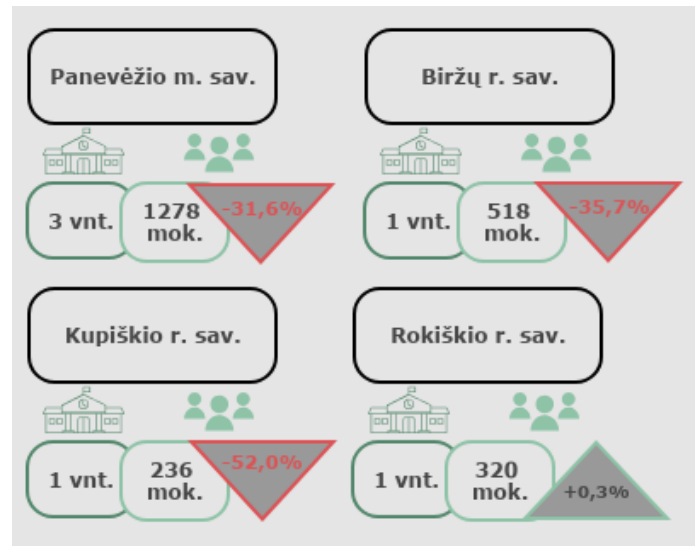 Panevėžio m. sav.
3 vnt.
1278
mok.
-31,6%
Biržų r. sav.
1 vnt.
518
mok.
-35,7%
Kupiškio r. sav.
1 vnt.
236
mok.
-52,0%
Rokiškio r. sav.
1 vnt.
320
mok.
+0,3%